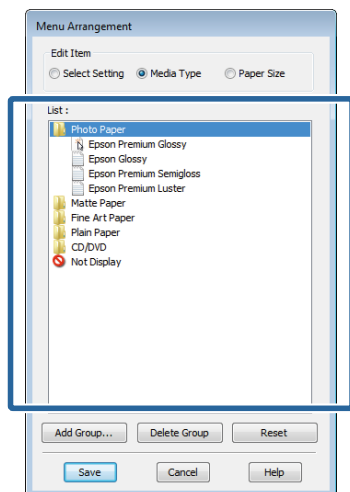 Menu Arrangement
Edit Item
Select Setting Media Type Paper Size
List :
Photo Paper
Epson Premium Glossy
Epson Glossy
Epson Premium Semigloss
Epson Premium Luster
Matte Paper
Fine Art Paper
Plain Paper
CD/DVD
Not Display
Add Group... Delete Group Reset
Save Cancel Help